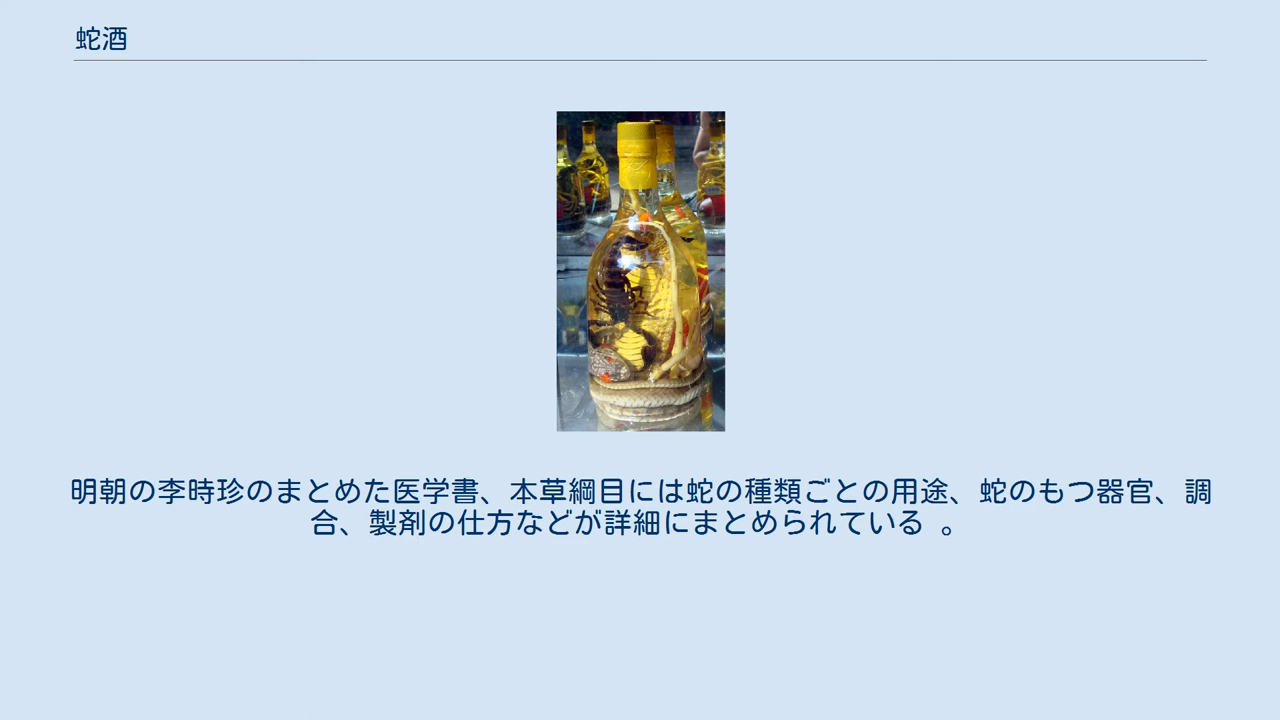 蛇酒
明朝の李時珍のまとめた医学書、本草綱目には蛇の種類ごとの用途、蛇のもつ器官、調
合、製剤の仕方などが詳細にまとめられている 。